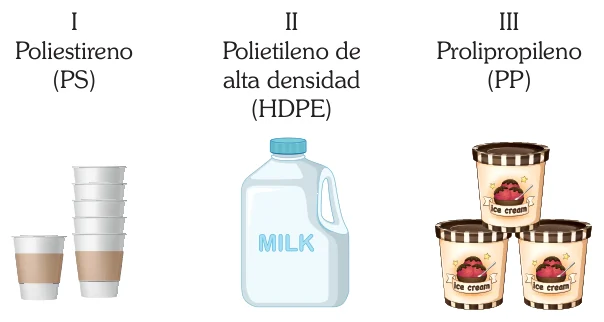 I
Poliestireno
(PS)
II
Polietileno de
alta densidad
(HDPE)
III
Prolipropileno
(PP)
MILK
ice cream
ice cream
ice cream